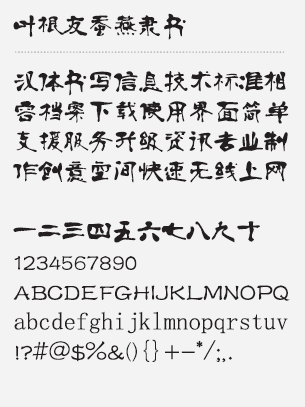 叶根友蚕燕隶书
汉体书写信息技术标准相
容档案下载使用界面简单
支援服务升级资讯专业制
作创意空间快速无线上网
一二三四五六七八九十
1234567890
ABCDEFGHIJKLMNOPQ
abcdefghijklmnopqrstuv
!?#@$%&(){}+-*/;,.